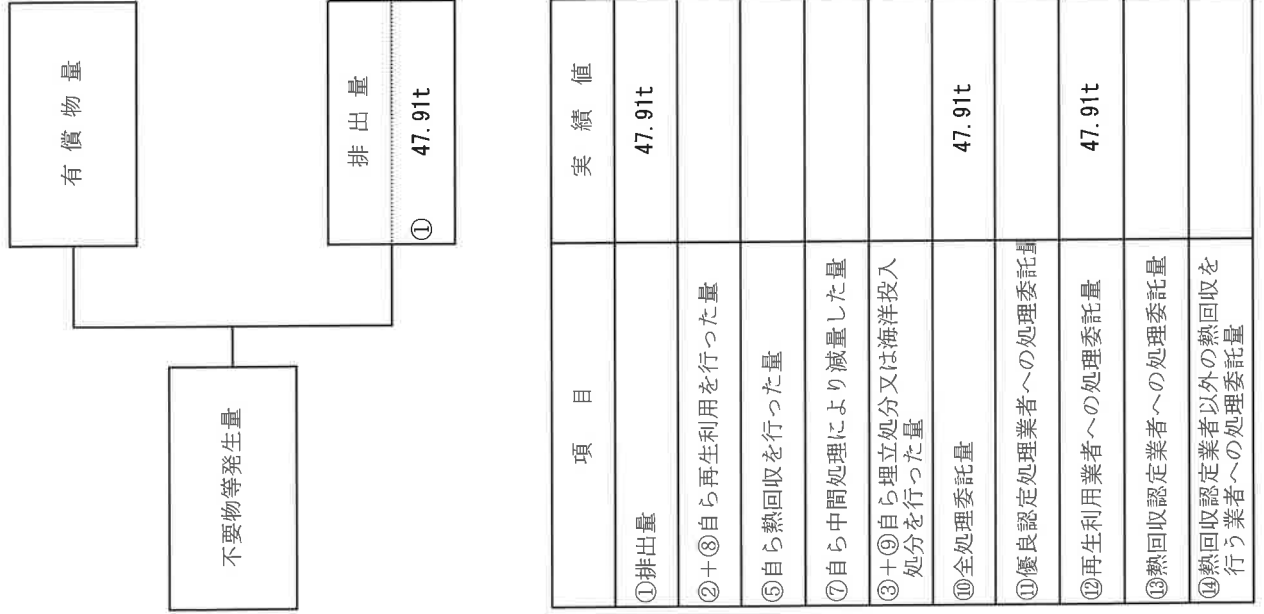 有償物量
排出量
① 47.91t
不要物等発生量
項目 実績値
①排出量 47.91t
②+⑧自ら再生利用を行った量
⑤自ら熱回収を行った量
⑦自ら中間処理により減量した量
③+⑨自ら埋立処分又は海洋投入
処分を行った量
⑩全処理委託量 47.91t
⑪優良認定処理業者への処理委託量
⑫再生利用業者への処理委託量 47.91t
⑬熱回収認定業者への処理委託量
⑭熱回収認定業者以外の熱回収を
行う業者への処理委託量